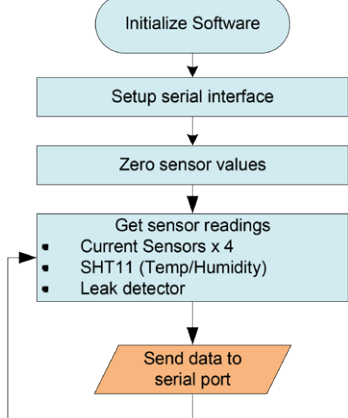 Initialize Software
Setup serial interface
Zero sensor values
Get sensor readings
▪ Current Sensors x 4
▪ SHT11 (Temp/Humidity)
▪ Leak detector
Send data to
serial port